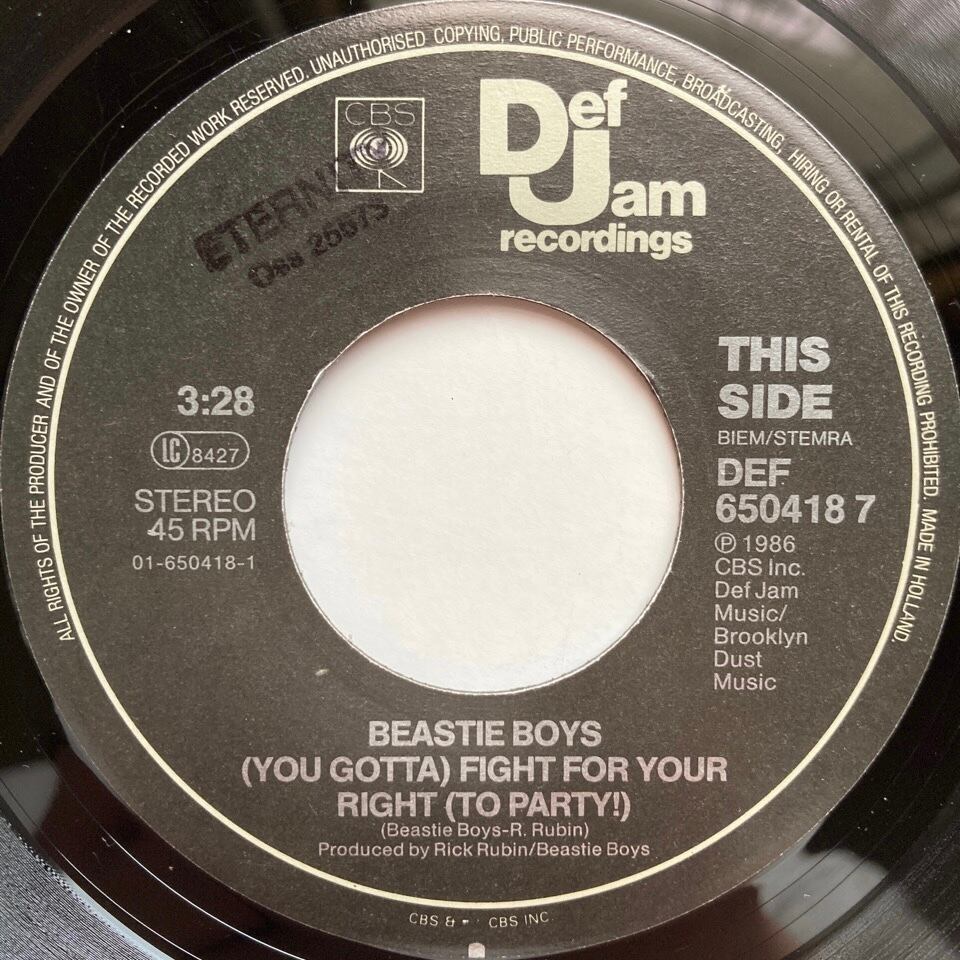 ALL RIGHTS OF THE PRODUCER AND OF THE OWNER OF THE RECORDED WORK RESERVED. UNAUTHORISED COPYING, PUBLIC PERFORMANCE, BROADCASTING, HIRING OR RENTAL OF THIS RECORDING PROHIBITED. MADE IN HOLLAND.
CBS
Def
Jam
recordings
3:28
LC 8427
STEREO
45 RPM
01-650418-1
THIS
SIDE
BIEM/STEMRA
DEF
650418 7
℗ 1986
CBS Inc.
Def Jam
Music/
Brooklyn
Dust
Music
BEASTIE BOYS
(YOU GOTTA) FIGHT FOR YOUR
RIGHT (TO PARTY!)
(Beastie Boys-R. Rubin)
Produced by Rick Rubin/Beastie Boys
CBS & CBS INC.